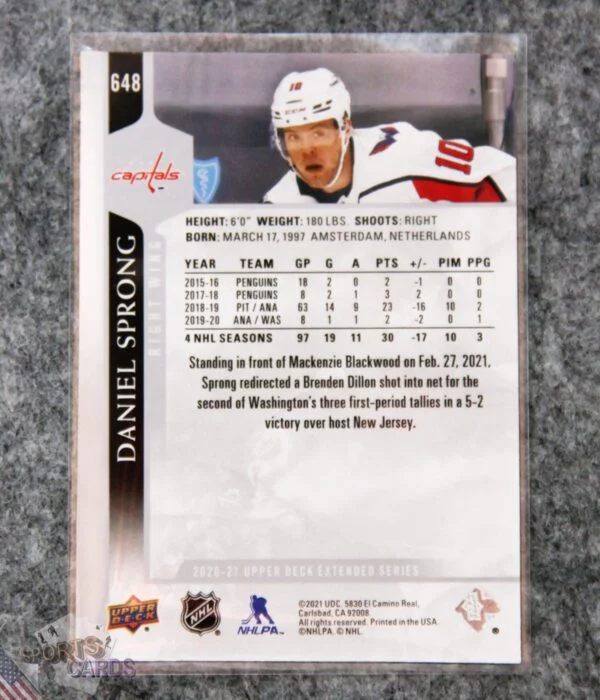 648
10
CCM
10
capitals
DANIEL SPRONG
RIGHT WING
HEIGHT: 6'0" WEIGHT: 180 LBS. SHOOTS: RIGHT
BORN: MARCH 17, 1997 AMSTERDAM, NETHERLANDS
YEAR TEAM GP G A PTS +/- PIM PPG
2015-16 PENGUINS 18 2 0 2 -1 0 0
2017-18 PENGUINS 8 2 1 3 2 0 0
2018-19 PIT / ANA 63 14 9 23 -16 10 2
2019-20 ANA / WAS 8 1 1 2 -2 0 1
4 NHL SEASONS 97 19 11 30 -17 10 3
Standing in front of Mackenzie Blackwood on Feb. 27, 2021,
Sprong redirected a Brenden Dillon shot into net for the
second of Washington's three first-period tallies in a 5-2
victory over host New Jersey.
2020-21 UPPER DECK EXTENDED SERIES
UPPER
DECK
NHL
NHLPA
©2021 UDC. 5830 El Camino Real,
Carlsbad, CA 92008.
All rights reserved. Printed in the USA.
©NHLPA. © NHL.
SPORTS
CARDS